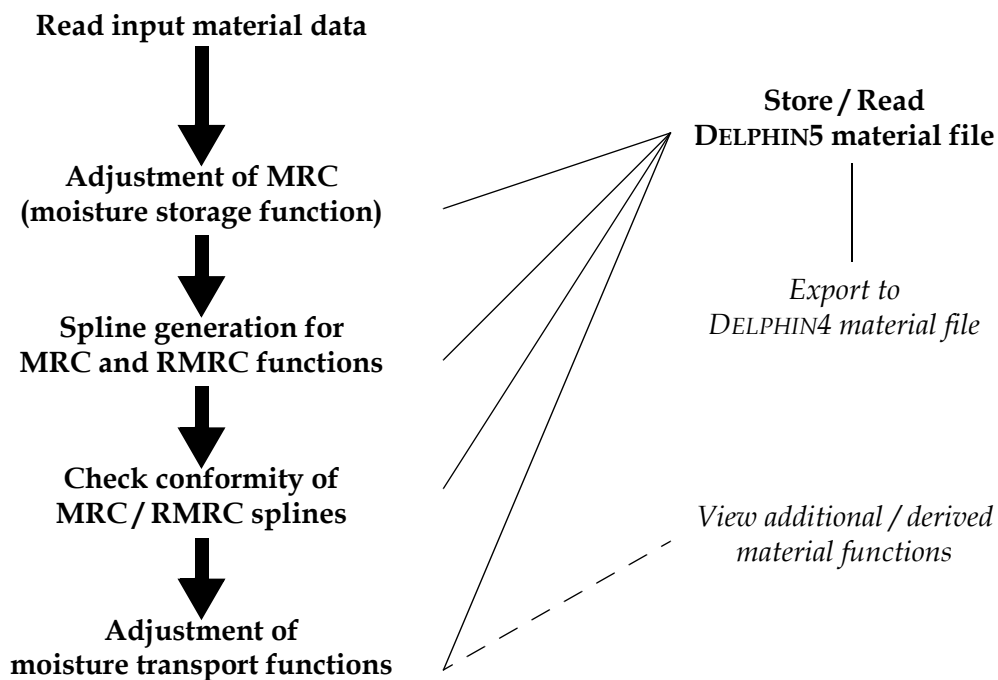 Read input material data
Adjustment of MRC
(moisture storage function)
Spline generation for
MRC and RMRC functions
Check conformity of
MRC / RMRC splines
Adjustment of
moisture transport functions
Store / Read
DELPHIN5 material file
Export to
DELPHIN4 material file
View additional / derived
material functions